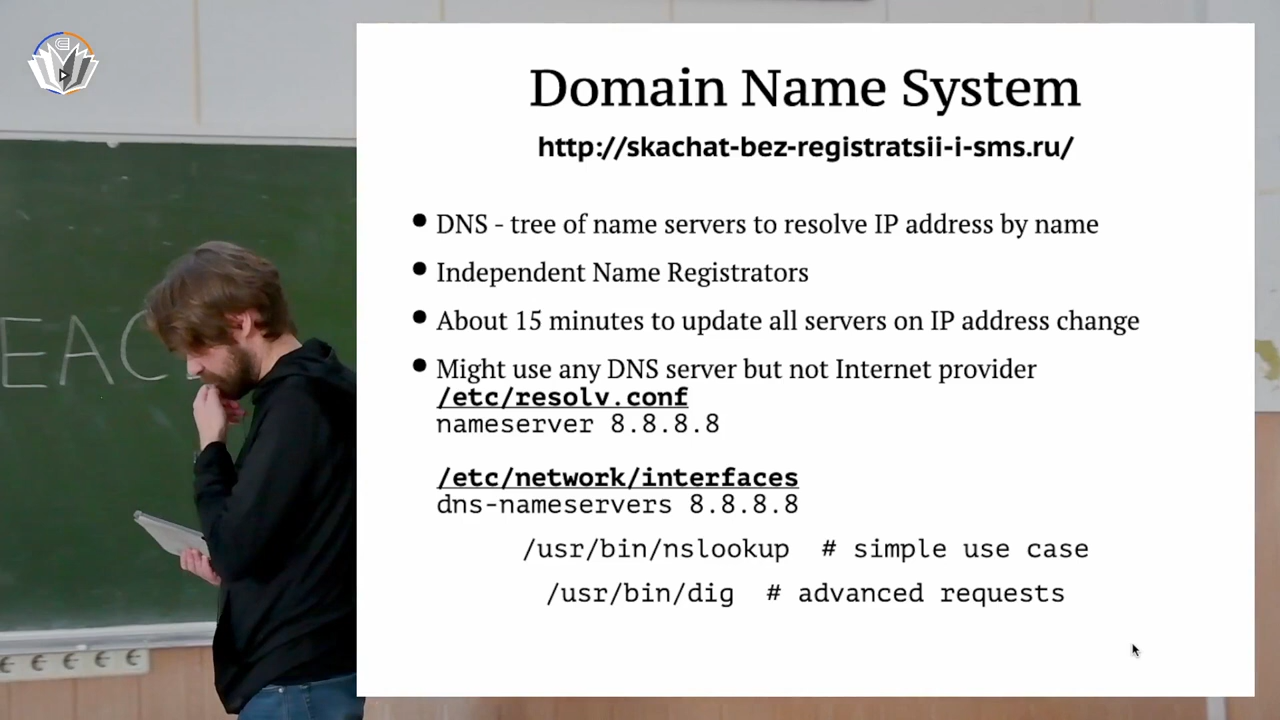 Domain Name System
http://skachat-bez-registratsii-i-sms.ru/
• DNS - tree of name servers to resolve IP address by name
• Independent Name Registrators
• About 15 minutes to update all servers on IP address change
• Might use any DNS server but not Internet provider
/etc/resolv.conf
nameserver 8.8.8.8
/etc/network/interfaces
dns-nameservers 8.8.8.8
/usr/bin/nslookup # simple use case
/usr/bin/dig # advanced requests